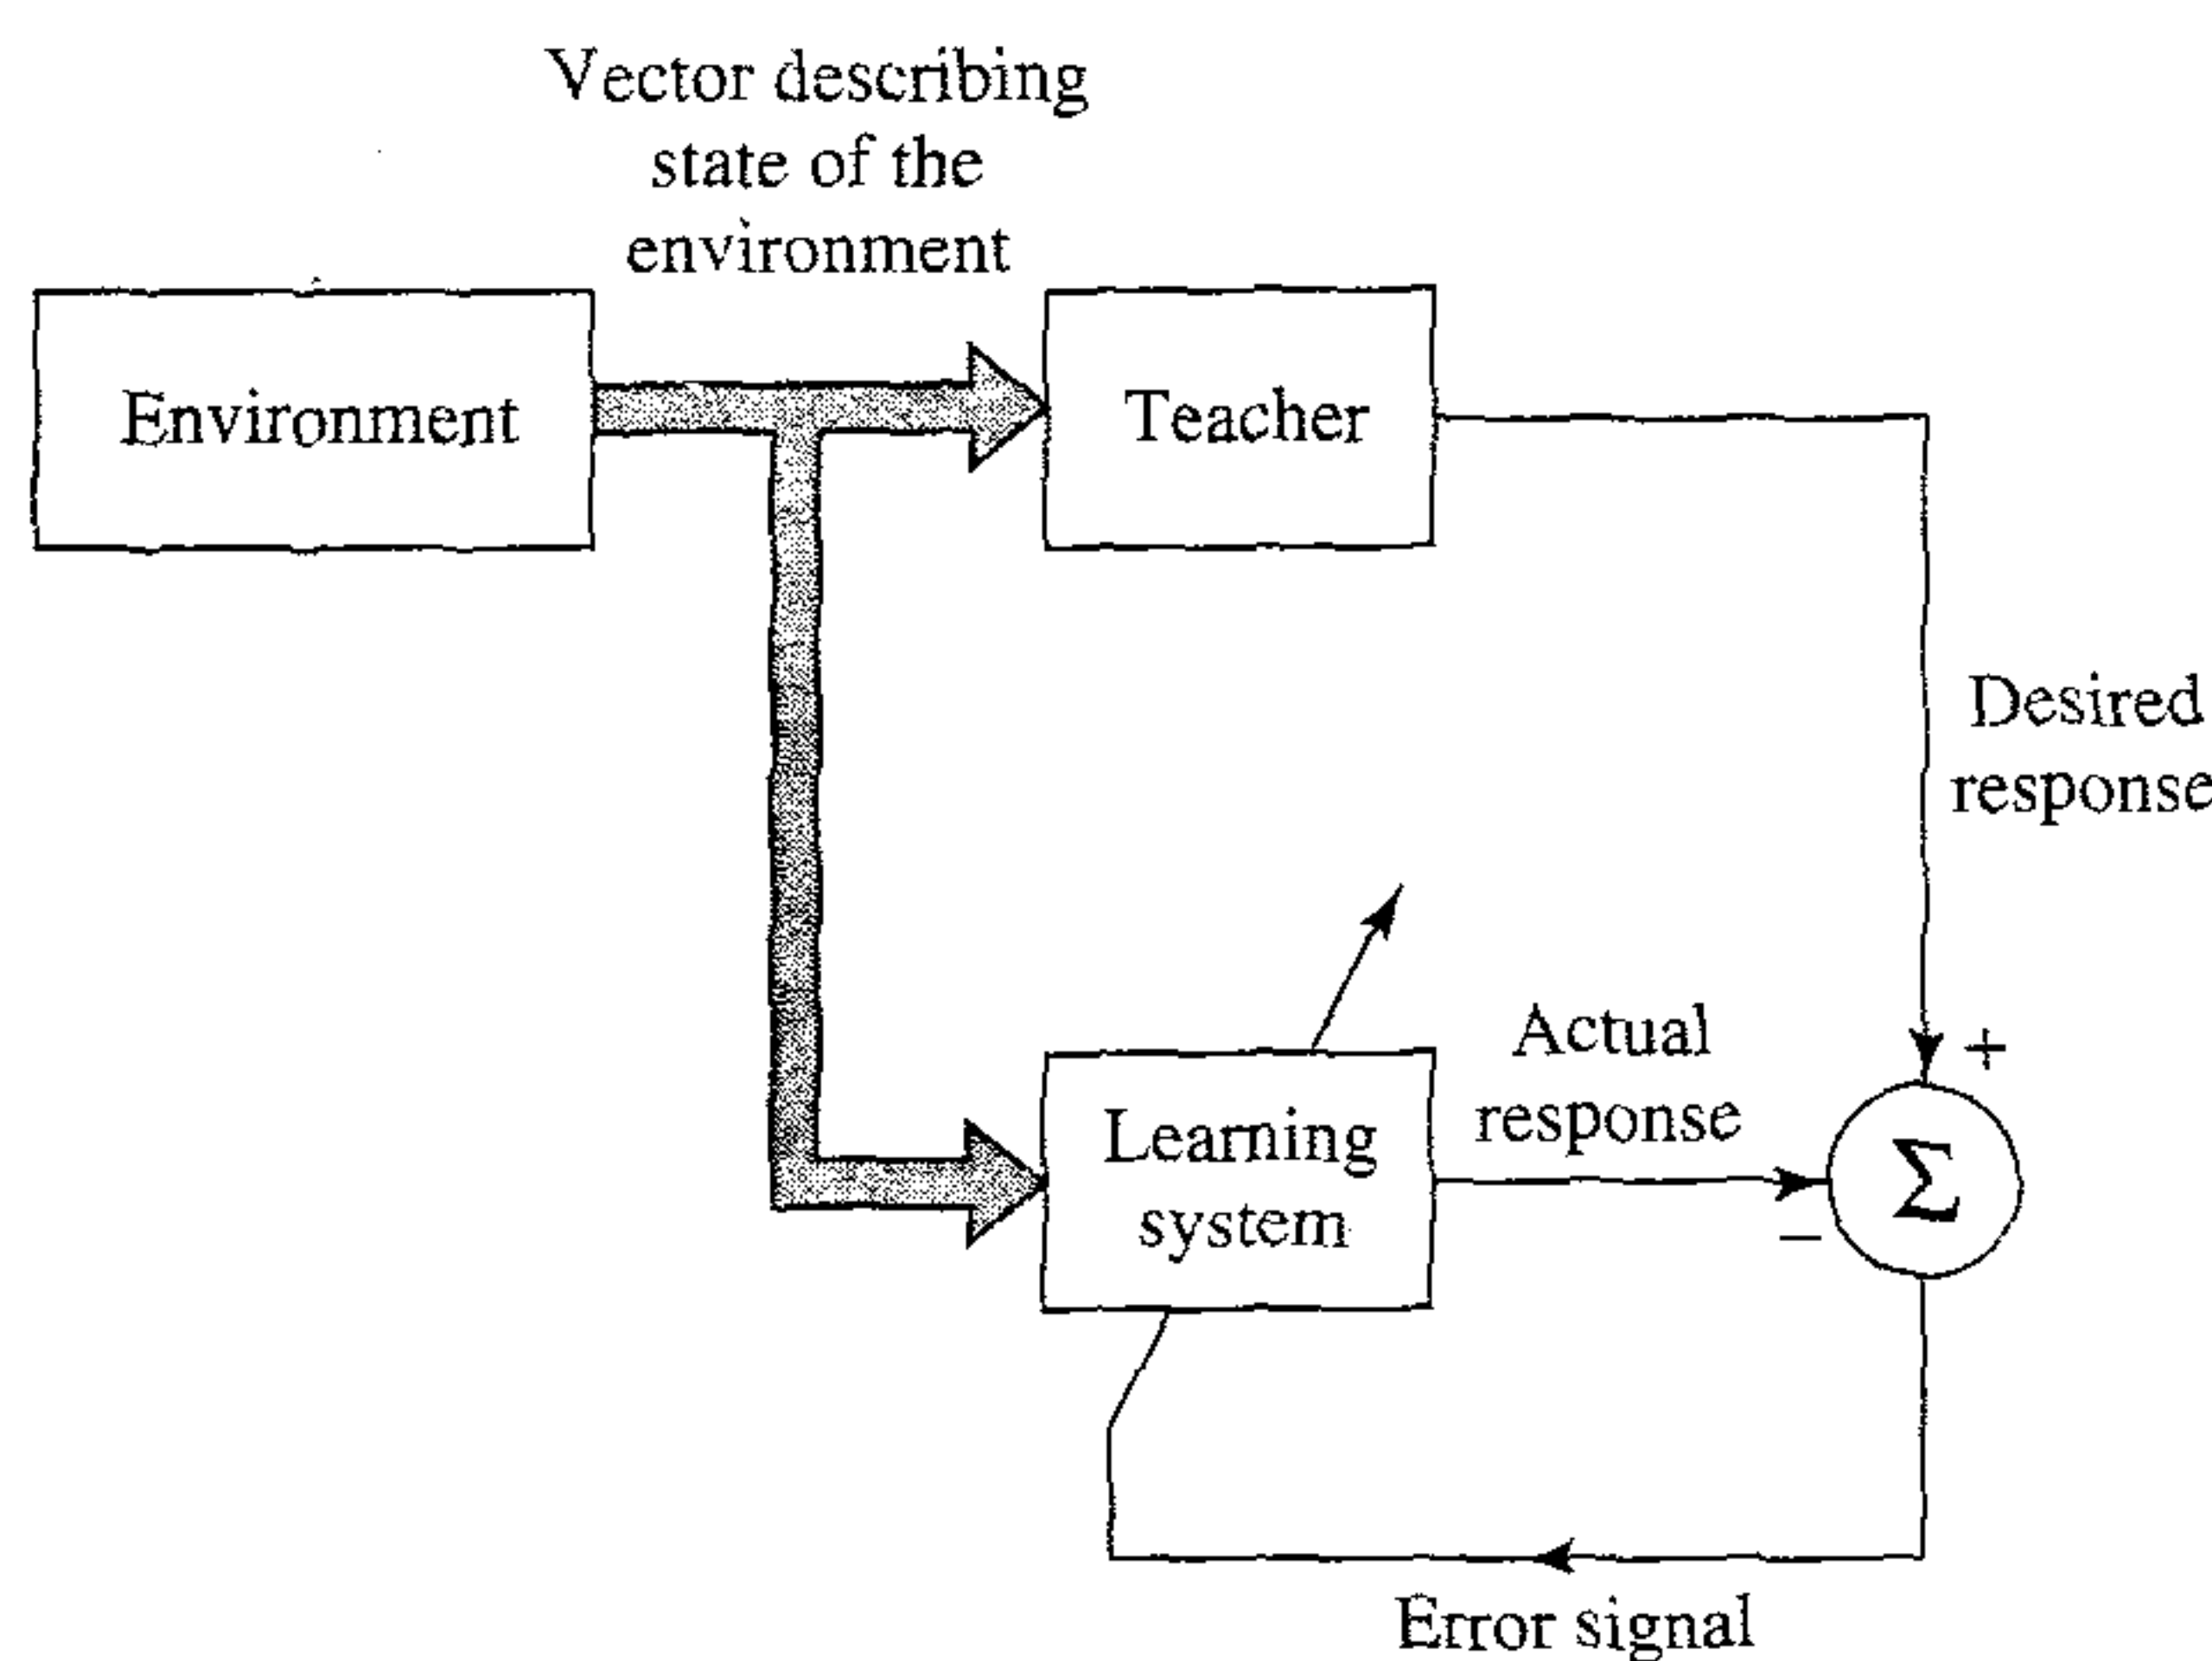 Vector describing
state of the
environment
Environment
Teacher
Desired
response
Actual
response
+
Learning
system
Σ
−
Error signal